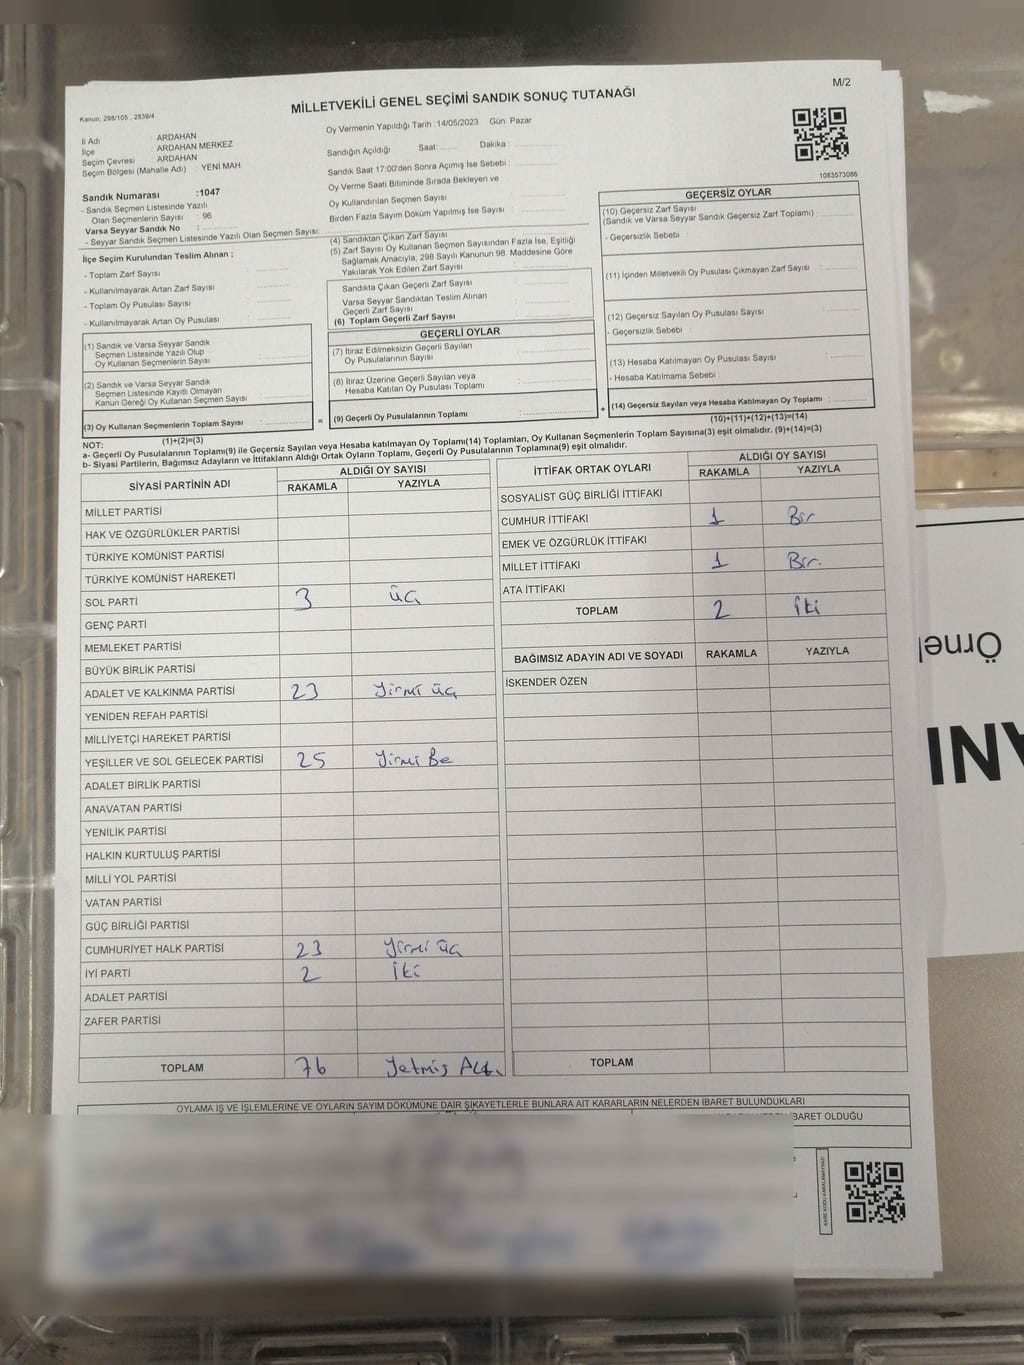 M/2
MİLLETVEKİLİ GENEL SEÇİMİ SANDIK SONUÇ TUTANAĞI
Kanun; 298/105 , 2839/4
İl Adı : ARDAHAN
İlçe : ARDAHAN MERKEZ
Seçim Çevresi : ARDAHAN
Seçim Bölgesi (Mahalle Adı) : YENİ MAH
Sandık Numarası :1047
- Sandık Seçmen Listesinde Yazılı
Olan Seçmenlerin Sayısı : 96
Varsa Seyyar Sandık No :
- Seyyar Sandık Seçmen Listesinde Yazılı Olan Seçmen Sayısı:
Oy Vermenin Yapıldığı Tarih :14/05/2023 Gün: Pazar
Sandığın Açıldığı Saat Dakika
Sandık Saat 17:00'den Sonra Açımış İse Sebebi :
Oy Verme Saati Bitiminde Sırada Bekleyen ve
Oy Kullandırılan Seçmen Sayısı :
Birden Fazla Sayım Döküm Yapılmış İse Sayısı :
1083573086
İlçe Seçim Kurulundan Teslim Alınan ;
- Toplam Zarf Sayısı :
- Kullanılmayarak Artan Zarf Sayısı :
- Toplam Oy Pusulası Sayısı :
- Kullanılmayarak Artan Oy Pusulası :
(1) Sandık ve Varsa Seyyar Sandık
Seçmen Listesinde Yazılı Olup
Oy Kullanan Seçmenlerin Sayısı :
(2) Sandık ve Varsa Seyyar Sandık
Seçmen Listesinde Kayıtlı Olmayan
Kanun Gereği Oy Kullanan Seçmen Sayısı :
(3) Oy Kullanan Seçmenlerin Toplam Sayısı :
(1)+(2)=(3)
(4) Sandıktan Çıkan Zarf Sayısı :
(5) Zarf Sayısı Oy Kullanan Seçmen Sayısından Fazla İse, Eşitliği
Sağlamak Amacıyla; 298 Sayılı Kanunun 98. Maddesine Göre
Yakılarak Yok Edilen Zarf Sayısı :
Sandıkta Çıkan Geçerli Zarf Sayısı :
Varsa Seyyar Sandıktan Teslim Alınan
Geçerli Zarf Sayısı :
(6) Toplam Geçerli Zarf Sayısı :
GEÇERLİ OYLAR
(7) İtiraz Edilmeksizin Geçerli Sayılan
Oy Pusulalarının Sayısı :
(8) İtiraz Üzerine Geçerli Sayılan veya
Hesaba Katılan Oy Pusulası Toplamı :
= (9) Geçerli Oy Pusulalarının Toplamı : +
GEÇERSİZ OYLAR
(10) Geçersiz Zarf Sayısı
(Sandık ve Varsa Seyyar Sandık Geçersiz Zarf Toplamı) :
- Geçersizlik Sebebi :
(11) İçinden Milletvekili Oy Pusulası Çıkmayan Zarf Sayısı :
(12) Geçersiz Sayılan Oy Pusulası Sayısı :
- Geçersizlik Sebebi :
(13) Hesaba Katılmayan Oy Pusulası Sayısı :
- Hesaba Katılmama Sebebi :
(14) Geçersiz Sayılan veya Hesaba Katılmayan Oy Toplamı :
(10)+(11)+(12)+(13)=(14)
NOT:
a- Geçerli Oy Pusulalarının Toplamı(9) ile Geçersiz Sayılan veya Hesaba katılmayan Oy Toplamı(14) Toplamları, Oy Kullanan Seçmenlerin Toplam Sayısına(3) eşit olmalıdır. (9)+(14)=(3)
b- Siyasi Partilerin, Bağımsız Adayların ve İttifakların Aldığı Oyların Toplamı, Geçerli Oy Pusulalarının Toplamına(9) eşit olmalıdır.
SİYASİ PARTİNİN ADI ALDIĞI OY SAYISI
RAKAMLA YAZIYLA
MİLLET PARTİSİ
HAK VE ÖZGÜRLÜKLER PARTİSİ
TÜRKİYE KOMÜNİST PARTİSİ
TÜRKİYE KOMÜNİST HAREKETİ
SOL PARTİ 3 üç
GENÇ PARTİ
MEMLEKET PARTİSİ
BÜYÜK BİRLİK PARTİSİ
ADALET VE KALKINMA PARTİSİ 23 Yirmi üç
YENİDEN REFAH PARTİSİ
MİLLİYETÇİ HAREKET PARTİSİ
YEŞİLLER VE SOL GELECEK PARTİSİ 25 Yirmi Be
ADALET BİRLİK PARTİSİ
ANAVATAN PARTİSİ
YENİLİK PARTİSİ
HALKIN KURTULUŞ PARTİSİ
MİLLİ YOL PARTİSİ
VATAN PARTİSİ
GÜÇ BİRLİĞİ PARTİSİ
CUMHURİYET HALK PARTİSİ 23 Yirmi üç
İYİ PARTİ 2 İki
ADALET PARTİSİ
ZAFER PARTİSİ
TOPLAM 76 Yetmiş Altı
İTTİFAK ORTAK OYLARI ALDIĞI OY SAYISI
RAKAMLA YAZIYLA
SOSYALİST GÜÇ BİRLİĞİ İTTİFAKI
CUMHUR İTTİFAKI 1 Bir
EMEK VE ÖZGÜRLÜK İTTİFAKI
MİLLET İTTİFAKI 1 Bir.
ATA İTTİFAKI
TOPLAM 2 İki
BAĞIMSIZ ADAYIN ADI VE SOYADI RAKAMLA YAZIYLA
İSKENDER ÖZEN
TOPLAM
OYLAMA İŞ VE İŞLEMLERİNE VE OYLARIN SAYIM DÖKÜMÜNE DAİR ŞİKAYETLERLE BUNLARA AİT KARARLARIN NELERDEN İBARET BULUNDUKLARI
İBARET OLDUĞU
KARE KODU KARALAMAYINIZ!
Örne
ANI